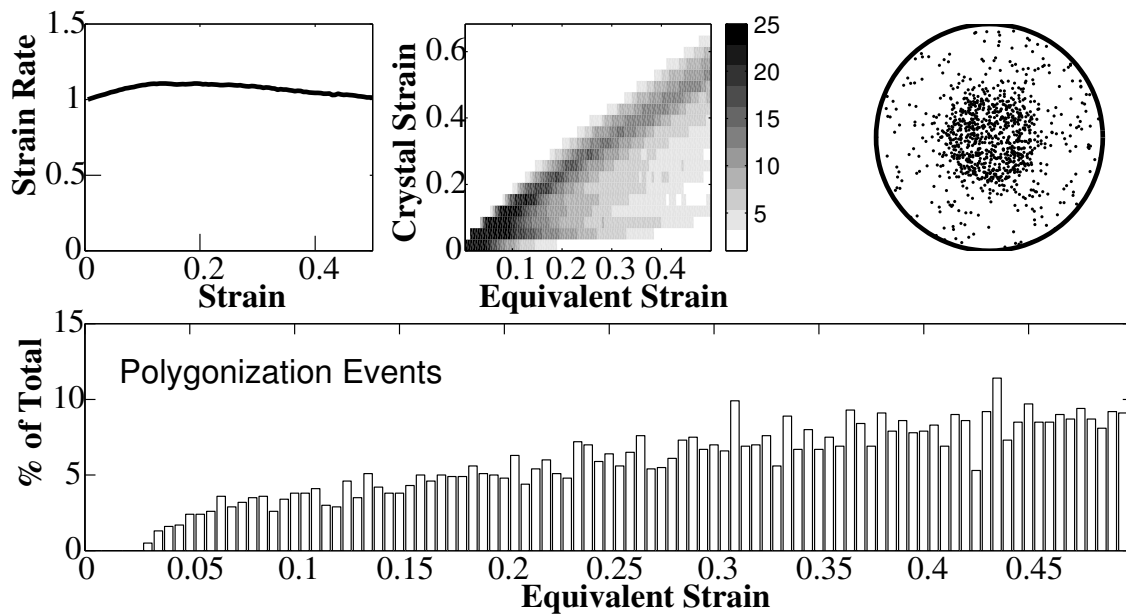 1.5
1
0.5
0
Strain Rate
0 0.2 0.4
Strain
0.6
0.4
0.2
0
Crystal Strain
0.1 0.2 0.3 0.4
Equivalent Strain
25
20
15
10
5
15
10
5
0
% of Total
Polygonization Events
0 0.05 0.1 0.15 0.2 0.25 0.3 0.35 0.4 0.45
Equivalent Strain